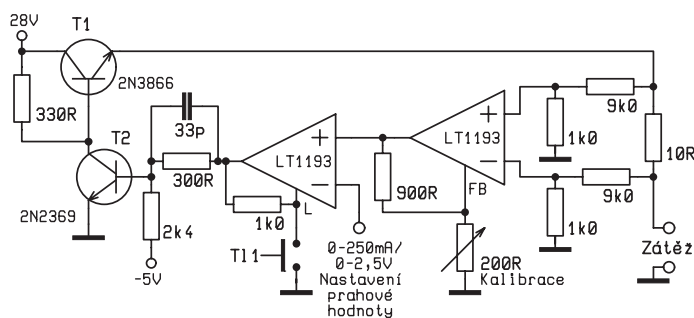 28V
T1
2N3866
330R
T2
2N2369
33p
300R
2k4
-5V
1k0
Tl1
L
LT1193
+
−
0-250mA/
0-2,5V
Nastavení
prahové
hodnoty
900R
LT1193
+
−
FB
200R
Kalibrace
9k0
1k0
10R
9k0
1k0
Zátěž